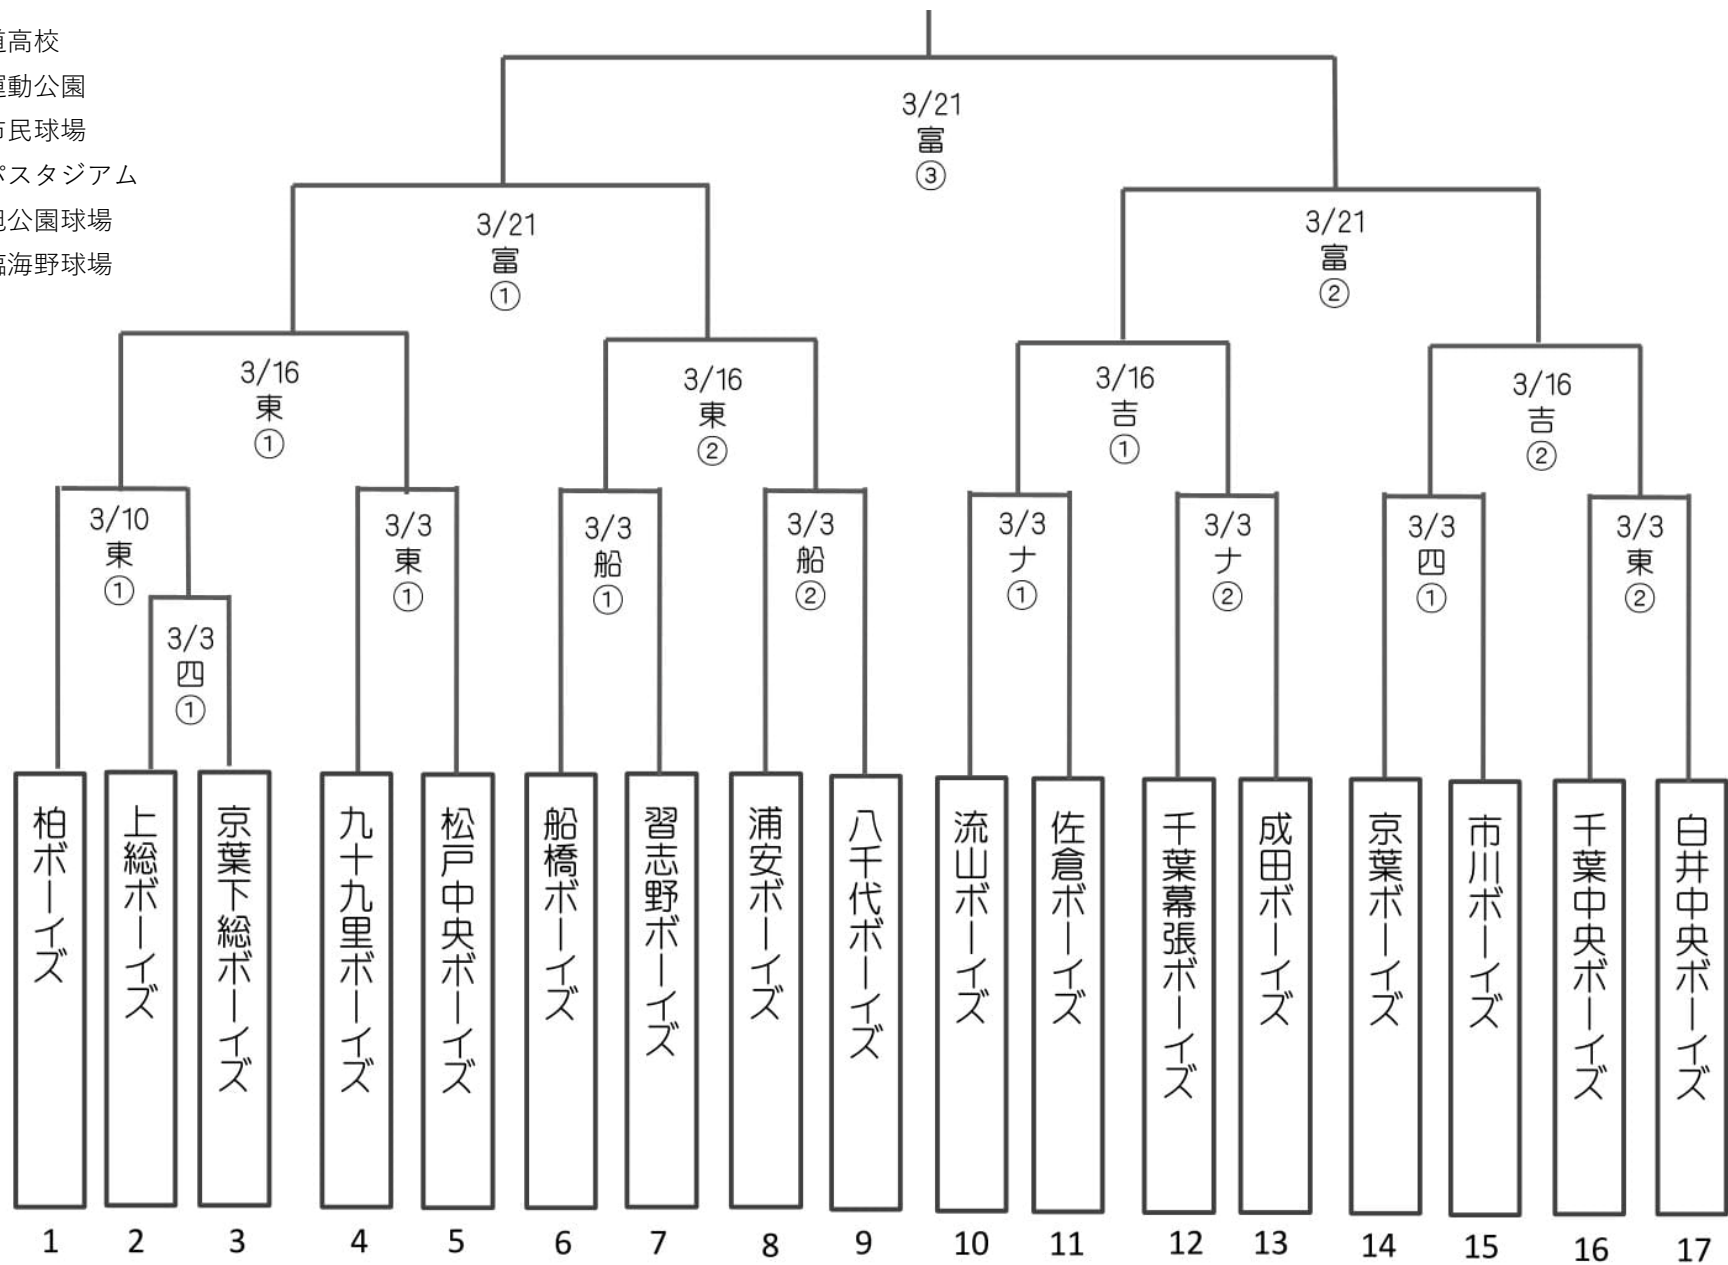 道高校
運動公園
市民球場
パスタジアム
公園球場
臨海野球場
3/21
富
③
3/21
富
①
3/21
富
②
3/16
東
①
3/16
東
②
3/16
吉
①
3/16
吉
②
3/10
東
①
3/3
東
①
3/3
船
①
3/3
船
②
3/3
ナ
①
3/3
ナ
②
3/3
四
①
3/3
東
②
3/3
四
①
柏ボーイズ
上総ボーイズ
京葉下総ボーイズ
九十九里ボーイズ
松戸中央ボーイズ
船橋ボーイズ
習志野ボーイズ
浦安ボーイズ
八千代ボーイズ
流山ボーイズ
佐倉ボーイズ
千葉幕張ボーイズ
成田ボーイズ
京葉ボーイズ
市川ボーイズ
千葉中央ボーイズ
白井中央ボーイズ
1 2 3 4 5 6 7 8 9 10 11 12 13 14 15 16 17